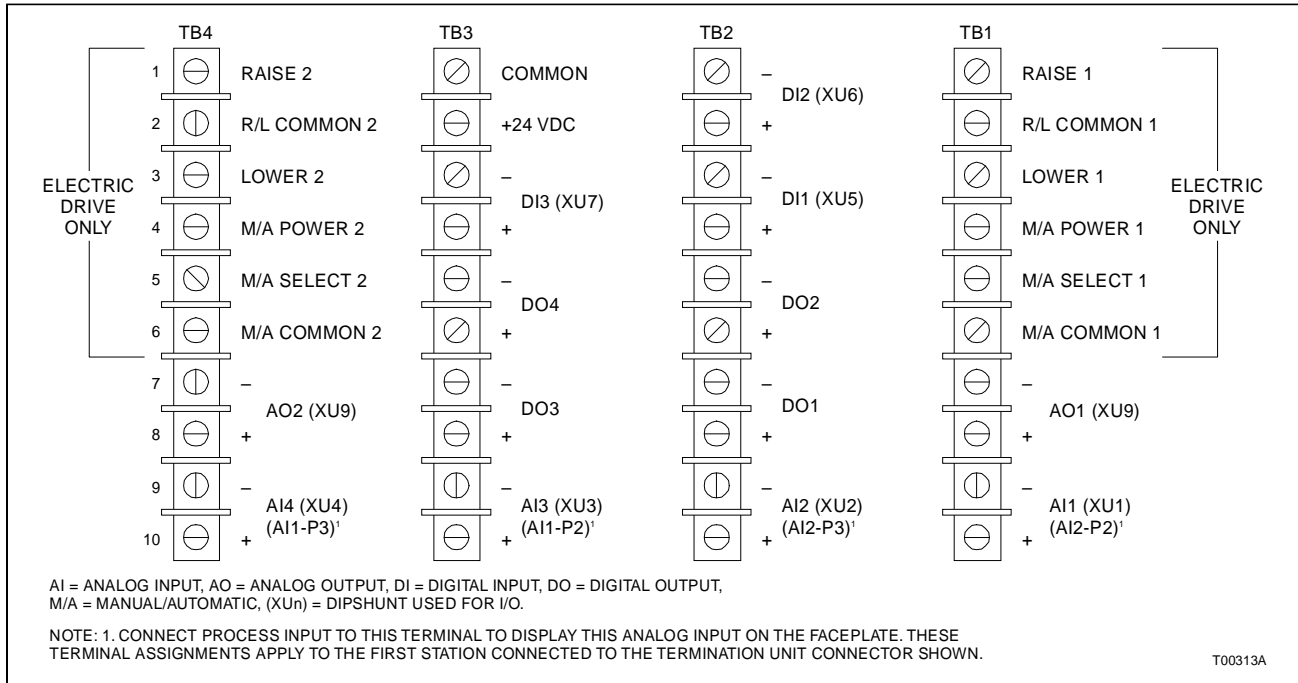 TB4 TB3 TB2 TB1
1 RAISE 2 COMMON – RAISE 1
DI2 (XU6)
2 R/L COMMON 2 +24 VDC + R/L COMMON 1
3 LOWER 2 – – LOWER 1
ELECTRIC DI3 (XU7) DI1 (XU5) ELECTRIC
DRIVE DRIVE
ONLY ONLY
4 M/A POWER 2 + + M/A POWER 1
5 M/A SELECT 2 – – M/A SELECT 1
DO4 DO2
6 M/A COMMON 2 + + M/A COMMON 1
7 – – – –
AO2 (XU9) DO3 DO1 AO1 (XU9)
8 + + + +
9 – – – –
AI4 (XU4) AI3 (XU3) AI2 (XU2) AI1 (XU1)
(AI1-P3)¹ (AI1-P2)¹ (AI2-P3)¹ (AI2-P2)¹
10 + + + +
AI = ANALOG INPUT, AO = ANALOG OUTPUT, DI = DIGITAL INPUT, DO = DIGITAL OUTPUT,
M/A = MANUAL/AUTOMATIC, (XUn) = DIPSHUNT USED FOR I/O.
NOTE: 1. CONNECT PROCESS INPUT TO THIS TERMINAL TO DISPLAY THIS ANALOG INPUT ON THE FACEPLATE. THESE
TERMINAL ASSIGNMENTS APPLY TO THE FIRST STATION CONNECTED TO THE TERMINATION UNIT CONNECTOR SHOWN.
T00313A